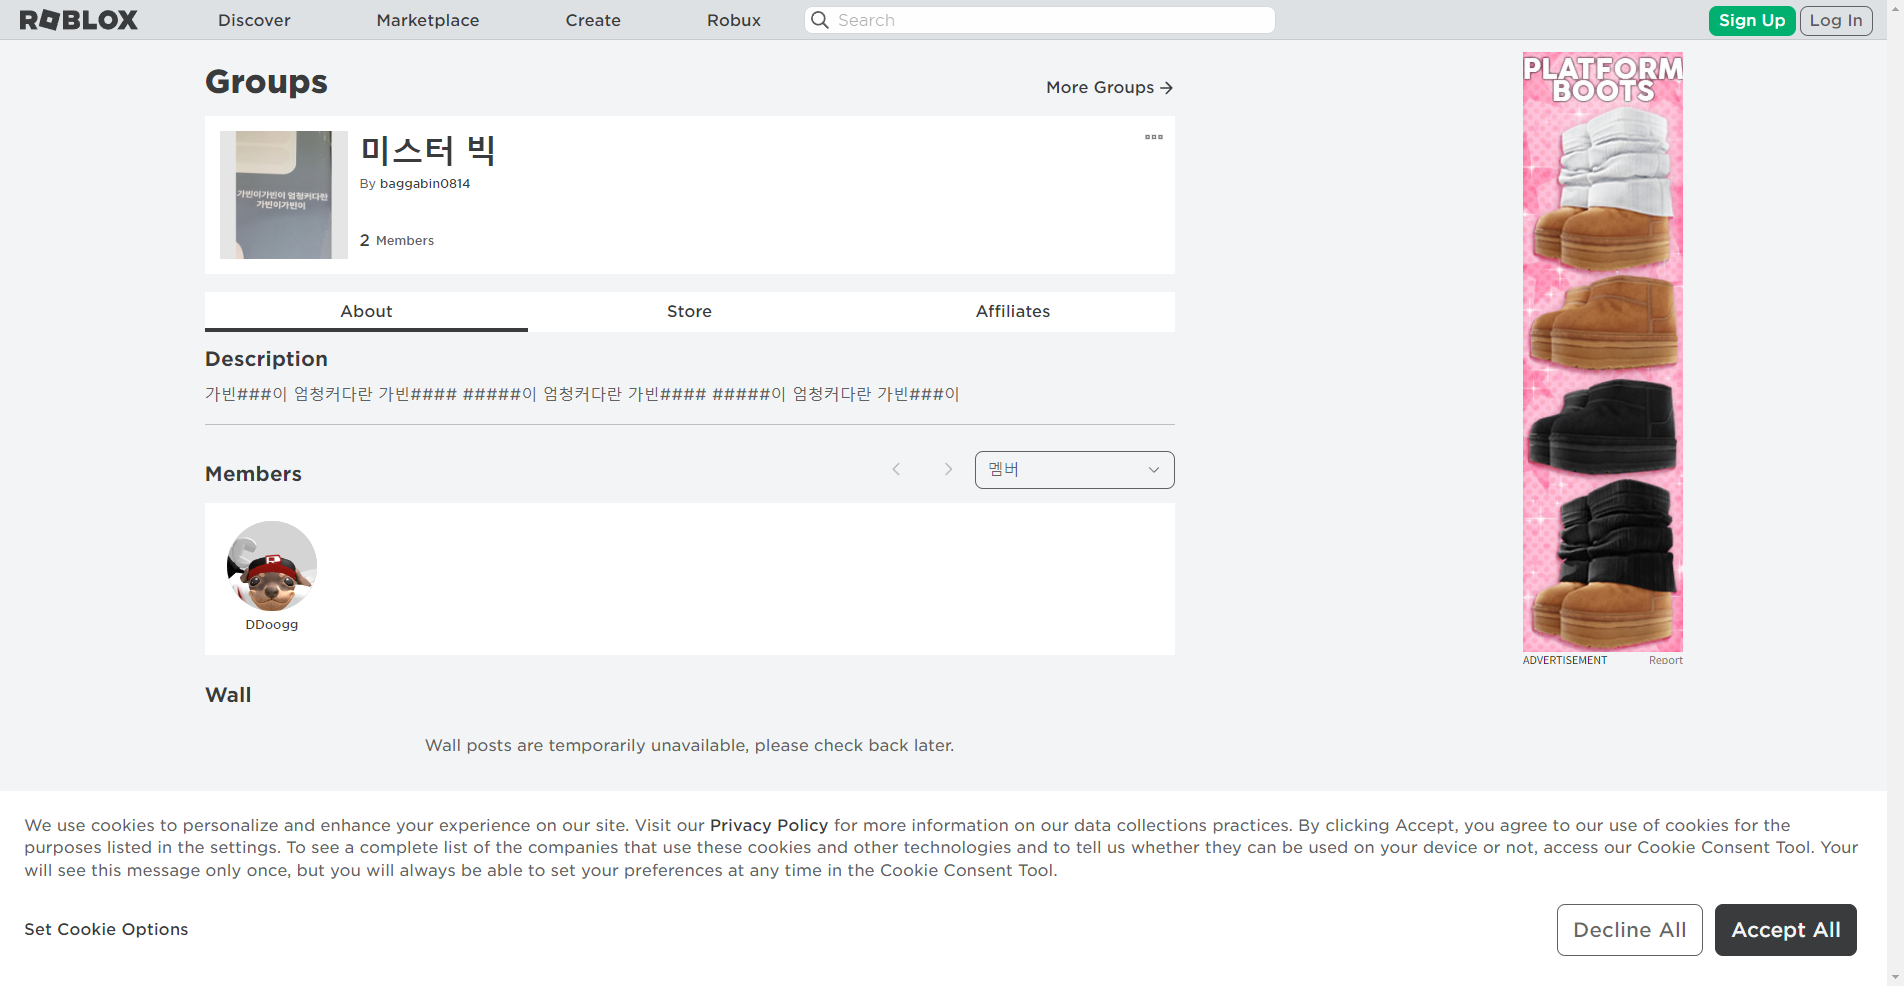 ROBLOX Discover Marketplace Create Robux Search Sign Up Log In
Groups
More Groups →
미스터 빅
By baggabin0814
2 Members
가빈이가빈이 엄청커다란
가빈이가빈이
About Store Affiliates
Description
가빈###이 엄청커다란 가빈#### #####이 엄청커다란 가빈#### #####이 엄청커다란 가빈###이
Members
멤버
DDoogg
Wall
Wall posts are temporarily unavailable, please check back later.
PLATFORM
BOOTS
ADVERTISEMENT Report
We use cookies to personalize and enhance your experience on our site. Visit our Privacy Policy for more information on our data collections practices. By clicking Accept, you agree to our use of cookies for the
purposes listed in the settings. To see a complete list of the companies that use these cookies and other technologies and to tell us whether they can be used on your device or not, access our Cookie Consent Tool. Your
will see this message only once, but you will always be able to set your preferences at any time in the Cookie Consent Tool.
Set Cookie Options
Decline All
Accept All